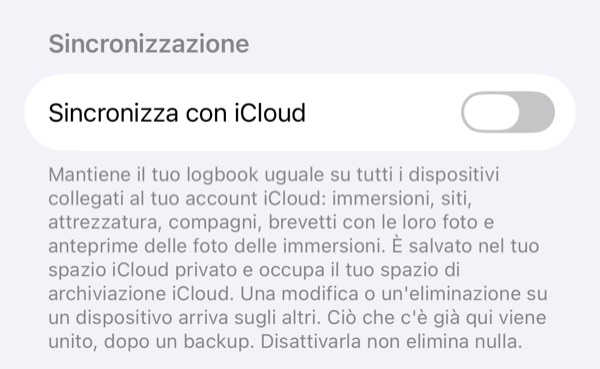 Sincronizzazione
Sincronizza con iCloud
Mantiene il tuo logbook uguale su tutti i dispositivi
collegati al tuo account iCloud: immersioni, siti,
attrezzatura, compagni, brevetti con le loro foto e
anteprime delle foto delle immersioni. È salvato nel tuo
spazio iCloud privato e occupa il tuo spazio di
archiviazione iCloud. Una modifica o un'eliminazione su
un dispositivo arriva sugli altri. Ciò che c'è già qui viene
unito, dopo un backup. Disattivarla non elimina nulla.